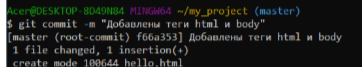 Acer@DESKTOP-8D49N84 MINGW64 ~/my_project (master)
$ git commit -m "Добавлены теги html и body"
[master (root-commit) f66a353] Добавлены теги html и body
1 file changed, 1 insertion(+)
create mode 100644 hello.html